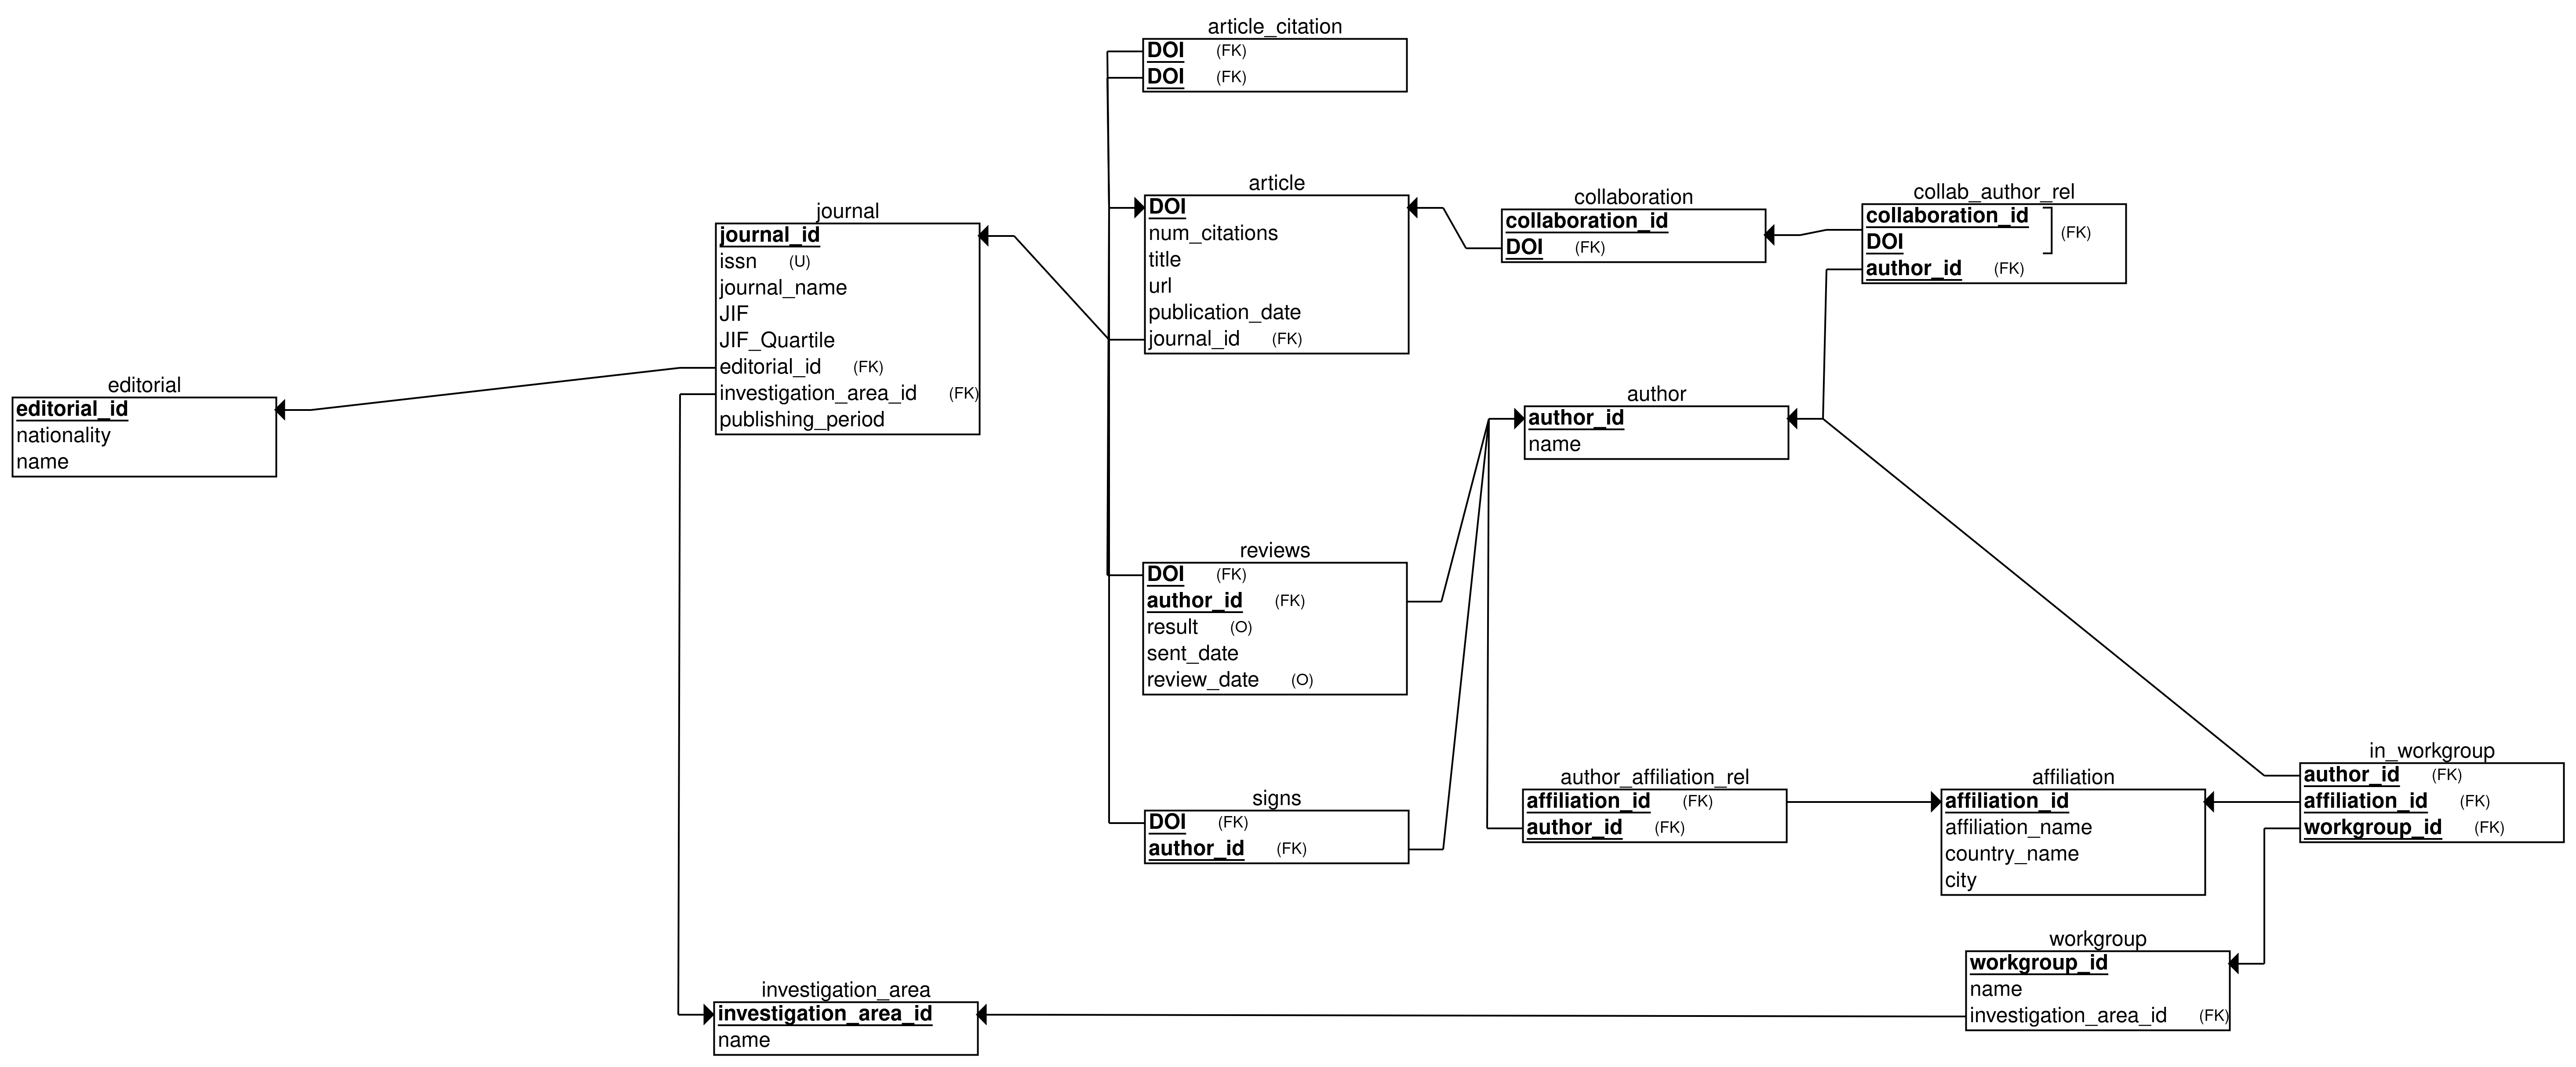 article_citation
DOI (FK)
DOI (FK)
article
DOI
num_citations
title
url
publication_date
journal_id (FK)
collaboration
collaboration_id
DOI (FK)
collab_author_rel
collaboration_id
DOI
(FK)
author_id (FK)
journal
journal_id
issn (U)
journal_name
JIF
JIF_Quartile
editorial_id (FK)
investigation_area_id (FK)
publishing_period
editorial
editorial_id
nationality
name
author
author_id
name
reviews
DOI (FK)
author_id (FK)
result (O)
sent_date
review_date (O)
signs
DOI (FK)
author_id (FK)
author_affiliation_rel
affiliation_id (FK)
author_id (FK)
affiliation
affiliation_id
affiliation_name
country_name
city
in_workgroup
author_id (FK)
affiliation_id (FK)
workgroup_id (FK)
workgroup
workgroup_id
name
investigation_area_id (FK)
investigation_area
investigation_area_id
name